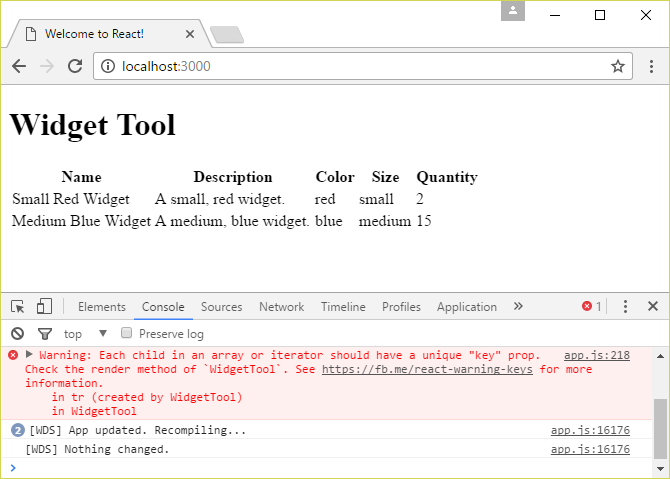 Welcome to React!
localhost:3000
Widget Tool
Name Description Color Size Quantity
Small Red Widget A small, red widget. red small 2
Medium Blue Widget A medium, blue widget. blue medium 15
Elements Console Sources Network Timeline Profiles Application » 1
top Preserve log
Warning: Each child in an array or iterator should have a unique "key" prop. app.js:218
Check the render method of `WidgetTool`. See https://fb.me/react-warning-keys for more
information.
in tr (created by WidgetTool)
in WidgetTool
2 [WDS] App updated. Recompiling... app.js:16176
[WDS] Nothing changed. app.js:16176